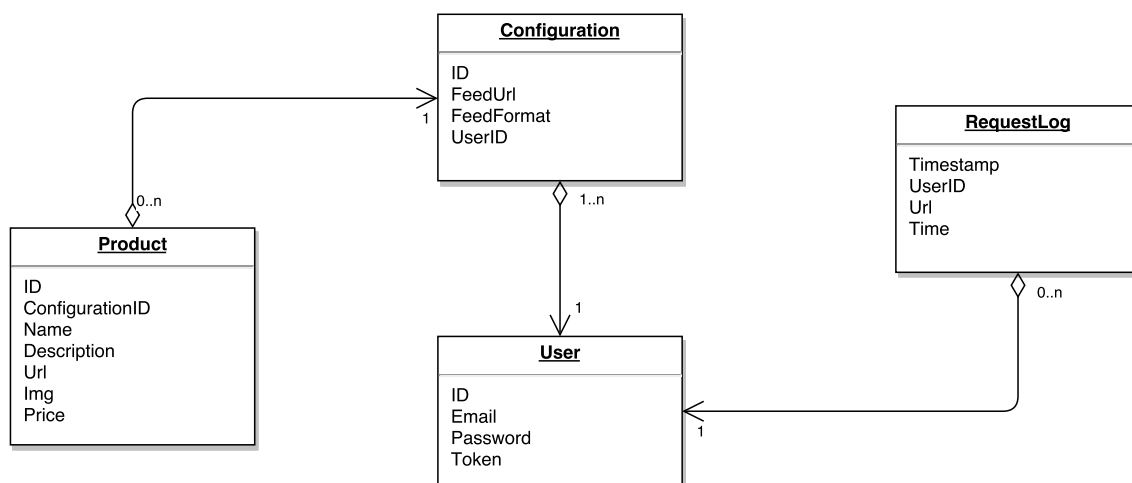 Configuration
ID
FeedUrl
FeedFormat
UserID
1
1..n
RequestLog
Timestamp
UserID
Url
Time
0..n
0..n
Product
ID
ConfigurationID
Name
Description
Url
Img
Price
1
User
ID
Email
Password
Token
1